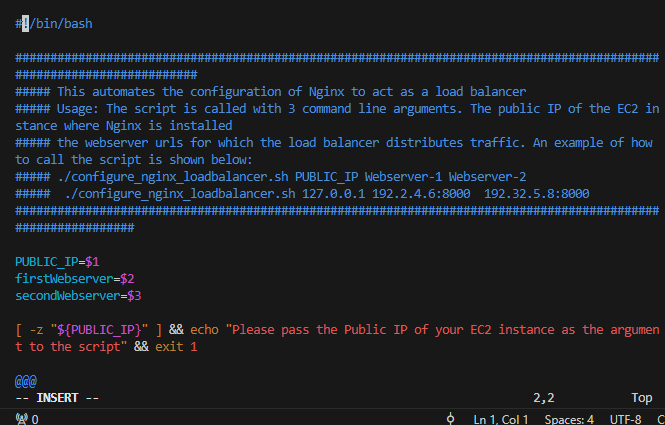 #!/bin/bash
############################################################################################
##########################
##### This automates the configuration of Nginx to act as a load balancer
##### Usage: The script is called with 3 command line arguments. The public IP of the EC2 in
stance where Nginx is installed
##### the webserver urls for which the load balancer distributes traffic. An example of how
to call the script is shown below:
##### ./configure_nginx_loadbalancer.sh PUBLIC_IP Webserver-1 Webserver-2
#####  ./configure_nginx_loadbalancer.sh 127.0.0.1 192.2.4.6:8000  192.32.5.8:8000
############################################################################################
#################
PUBLIC_IP=$1
firstWebserver=$2
secondWebserver=$3
[ -z "${PUBLIC_IP}" ] && echo "Please pass the Public IP of your EC2 instance as the argumen
t to the script" && exit 1
@@@
-- INSERT -- 2,2 Top
0 Ln 1, Col 1 Spaces: 4 UTF-8